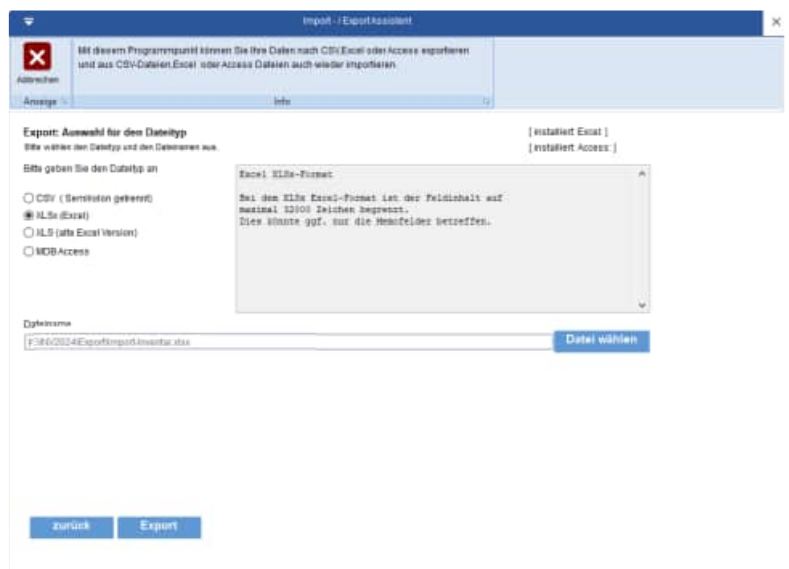 Import - / Export Assistent
Mit diesem Programmpunkt können Sie Ihre Daten nach CSV,Excel oder Access exportieren
und aus CSV-Dateien,Excel oder Access Dateien auch wieder importieren.
Abbrechen
Anzeige
Info
Export: Auswahl für den Dateityp
[ installiert Excel ]
Bitte wählen den Dateityp und den Dateinamen aus.
[ installiert Access: ]
Bitte geben Sie den Dateityp an
Excel XLSx-Format
CSV ( Semikolon getrennt)
Bei dem XLSx Excel-Format ist der Feldinhalt auf
XLSx (Excel)
maximal 32000 Zeichen begrenzt.
Dies könnte ggf. nur die Memofelder betreffen.
XLS (alte Excel Version)
MDB Access
Dateiname
Datei wählen
zurück
Export